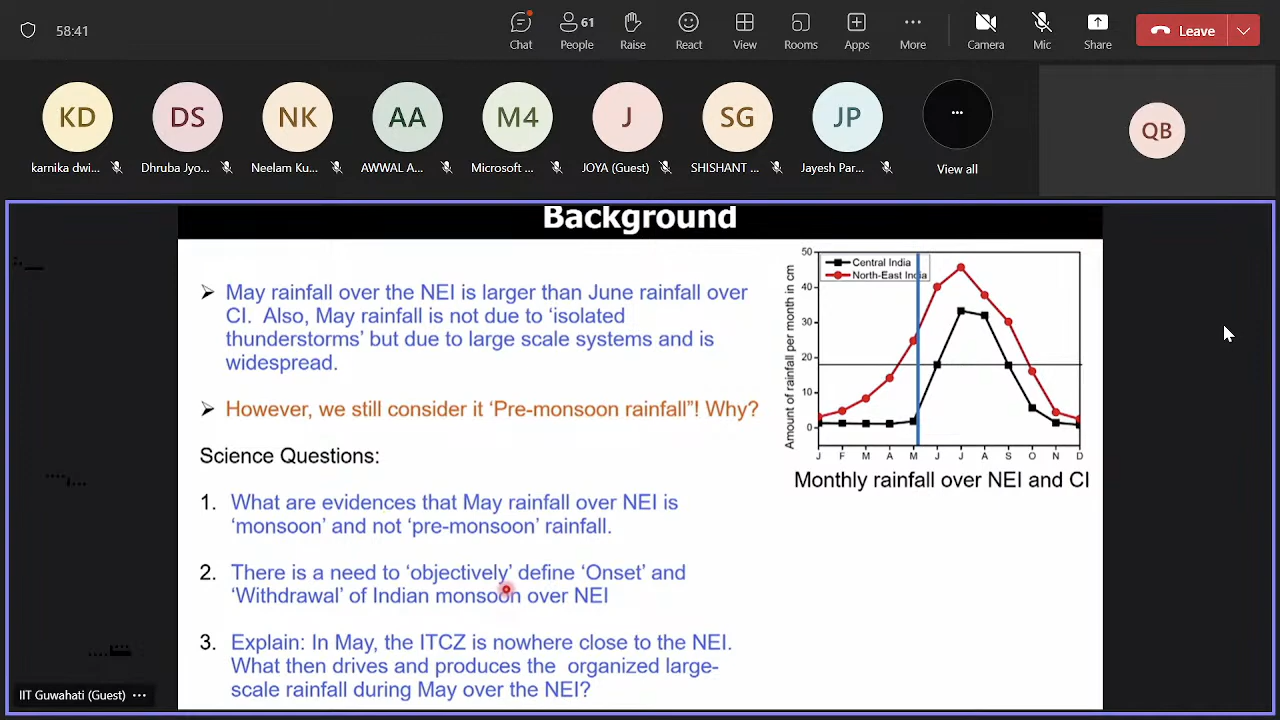 58:41
Chat
61
People
Raise
React
View
Rooms
Apps
More
Camera
Mic
Share
Leave
KD
DS
NK
AA
M4
J
SG
JP
QB
karnika dwi...
Dhruba Jyo...
Neelam Ku...
AWWAL A...
Microsoft ...
JOYA (Guest)
SHISHANT ...
Jayesh Par...
View all
Background
May rainfall over the NEI is larger than June rainfall over
CI. Also, May rainfall is not due to ‘isolated
thunderstorms’ but due to large scale systems and is
widespread.
However, we still consider it ‘Pre-monsoon rainfall”! Why?
Science Questions:
1. What are evidences that May rainfall over NEI is
‘monsoon’ and not ‘pre-monsoon’ rainfall.
2. There is a need to ‘objectively’ define ‘Onset’ and
‘Withdrawal’ of Indian monsoon over NEI
3. Explain: In May, the ITCZ is nowhere close to the NEI.
What then drives and produces the organized large-
scale rainfall during May over the NEI?
Amount of rainfall per month in cm
50
40
30
20
10
0
Central India
North-East India
J F M A M J J A S O N D
Monthly rainfall over NEI and CI
IIT Guwahati (Guest)